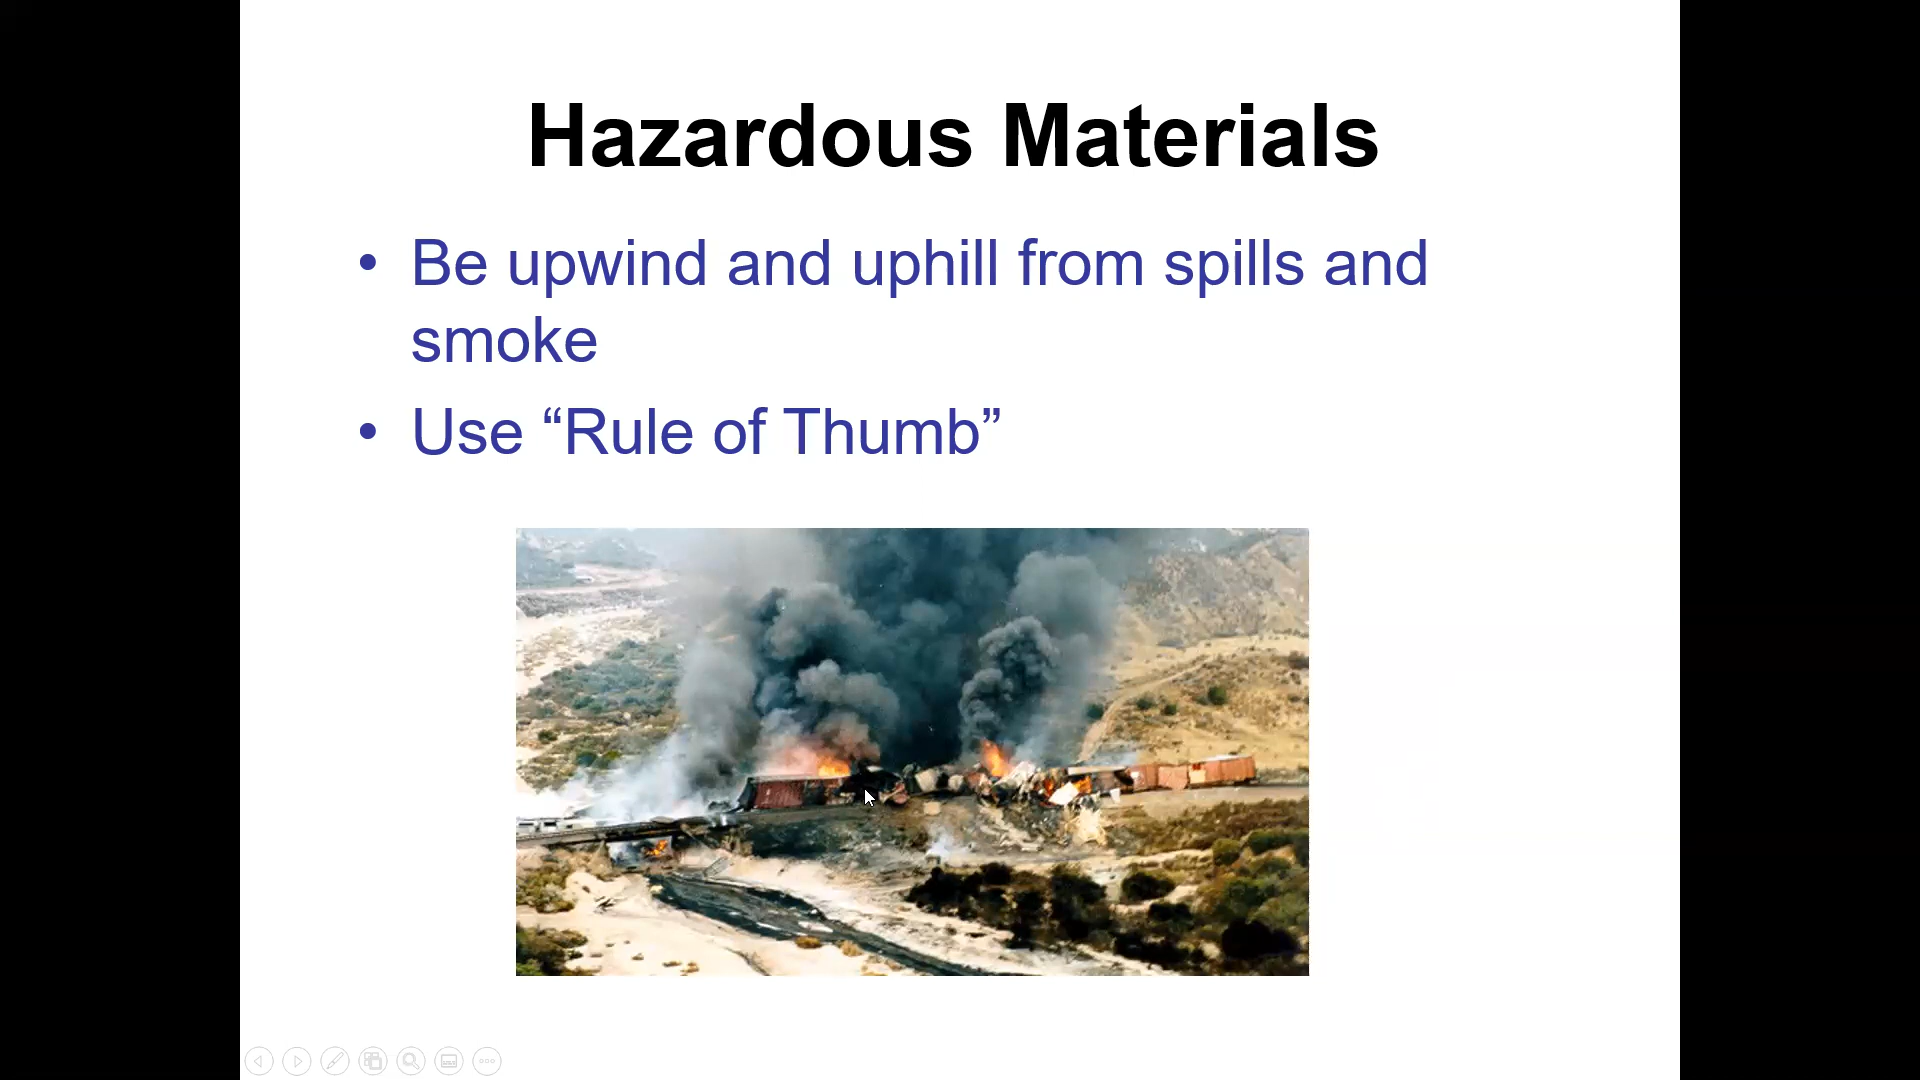 Hazardous Materials
• Be upwind and uphill from spills and
smoke
• Use “Rule of Thumb”